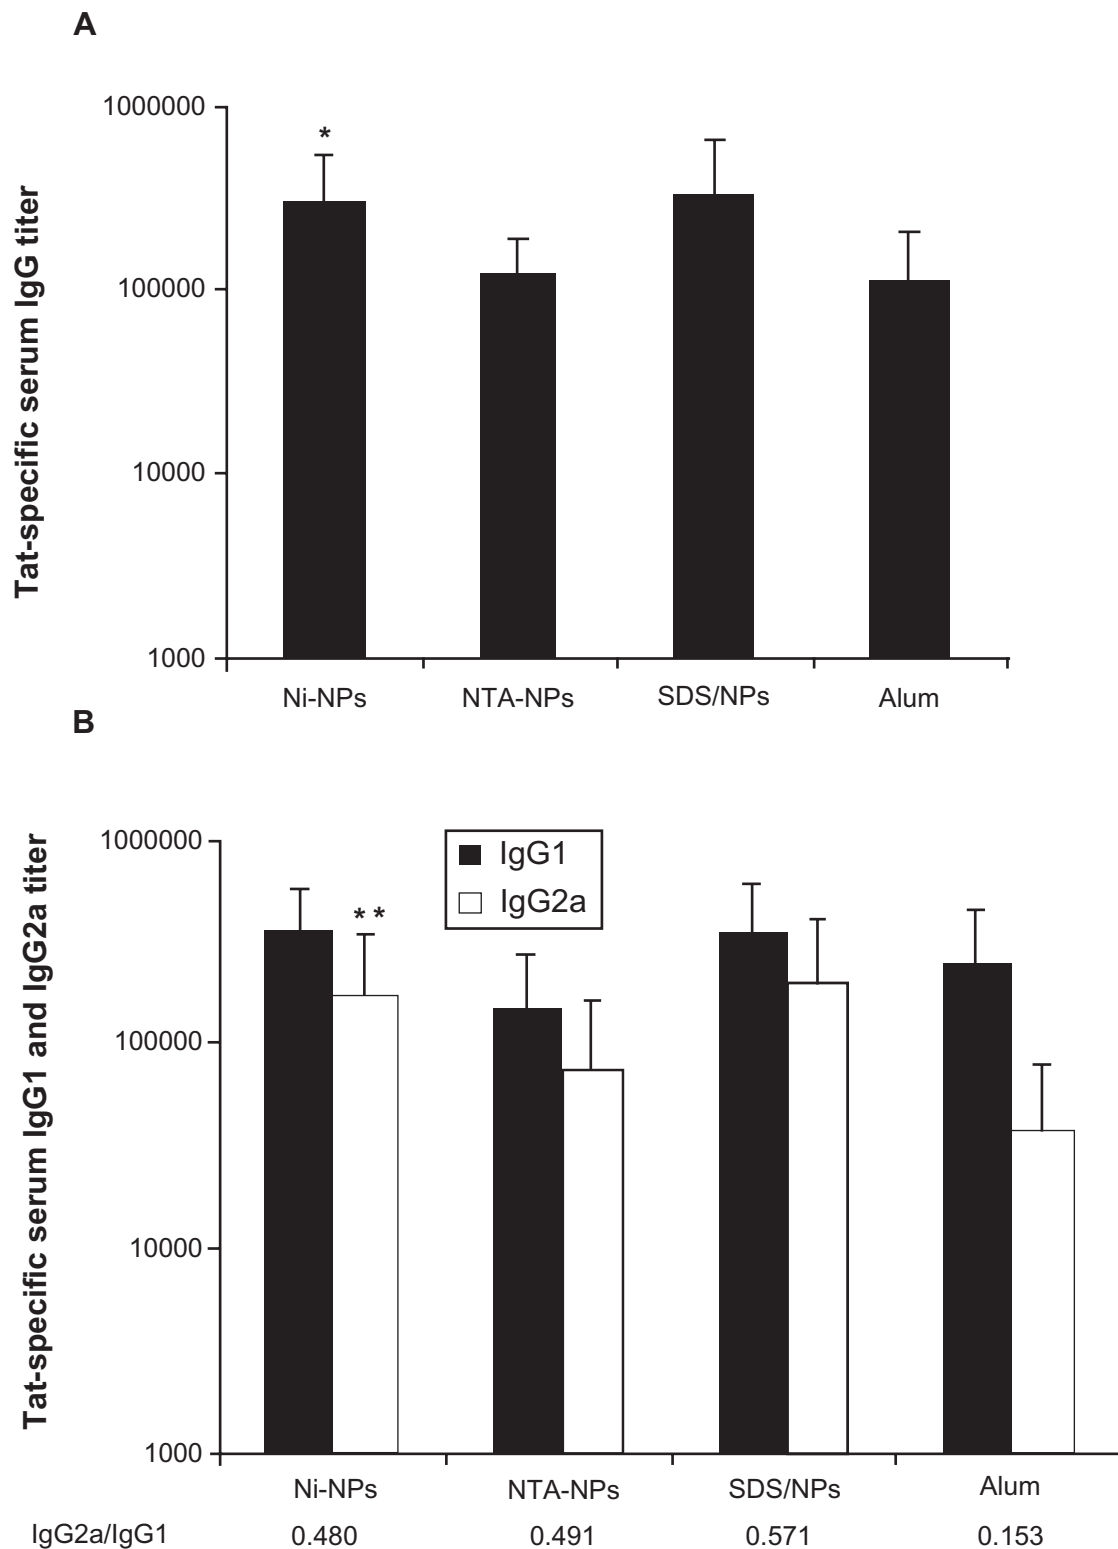 A
Tat-specific serum IgG titer
1000000
100000
10000
1000
*
Ni-NPs NTA-NPs SDS/NPs Alum
B
Tat-specific serum IgG1 and IgG2a titer
1000000
100000
10000
1000
IgG1
IgG2a
**
Ni-NPs NTA-NPs SDS/NPs Alum
IgG2a/IgG1 0.480 0.491 0.571 0.153